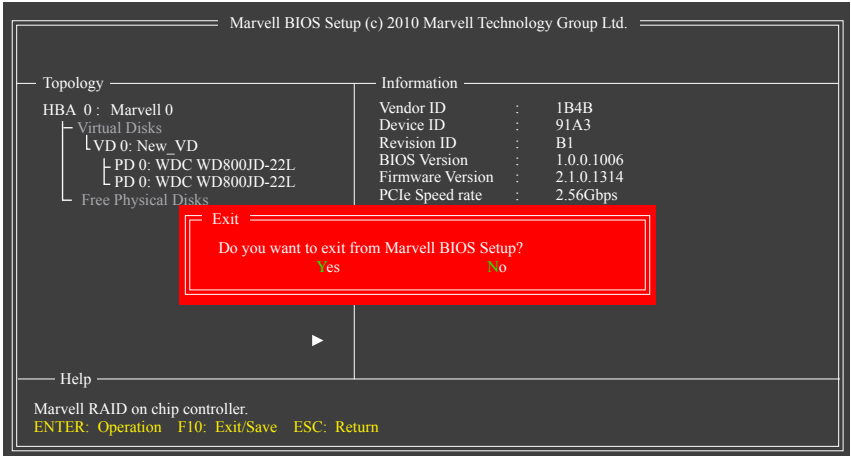 Marvell BIOS Setup (c) 2010 Marvell Technology Group Ltd.
Topology
HBA 0 : Marvell 0
Virtual Disks
VD 0: New_VD
PD 0: WDC WD800JD-22L
PD 0: WDC WD800JD-22L
Free Physical Disks
Information
Vendor ID : 1B4B
Device ID : 91A3
Revision ID : B1
BIOS Version : 1.0.0.1006
Firmware Version : 2.1.0.1314
PCIe Speed rate : 2.56Gbps
Exit
Do you want to exit from Marvell BIOS Setup?
Yes No
Help
Marvell RAID on chip controller.
ENTER: Operation F10: Exit/Save ESC: Return